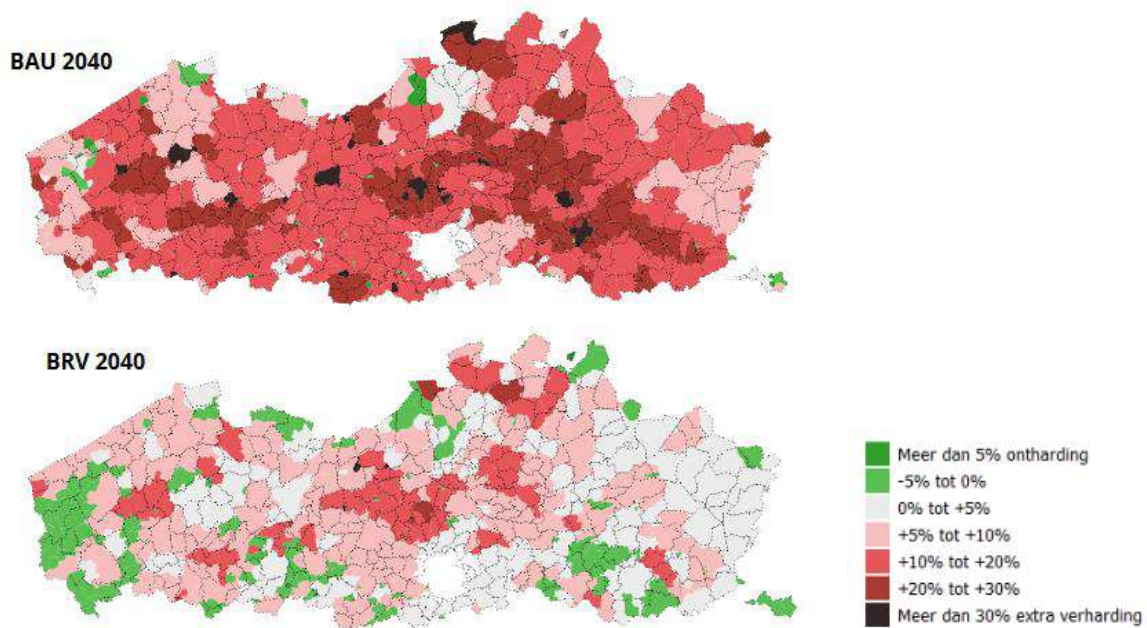 BAU 2040
BRV 2040
Meer dan 5% ontharding
-5% tot 0%
0% tot +5%
+5% tot +10%
+10% tot +20%
+20% tot +30%
Meer dan 30% extra verharding